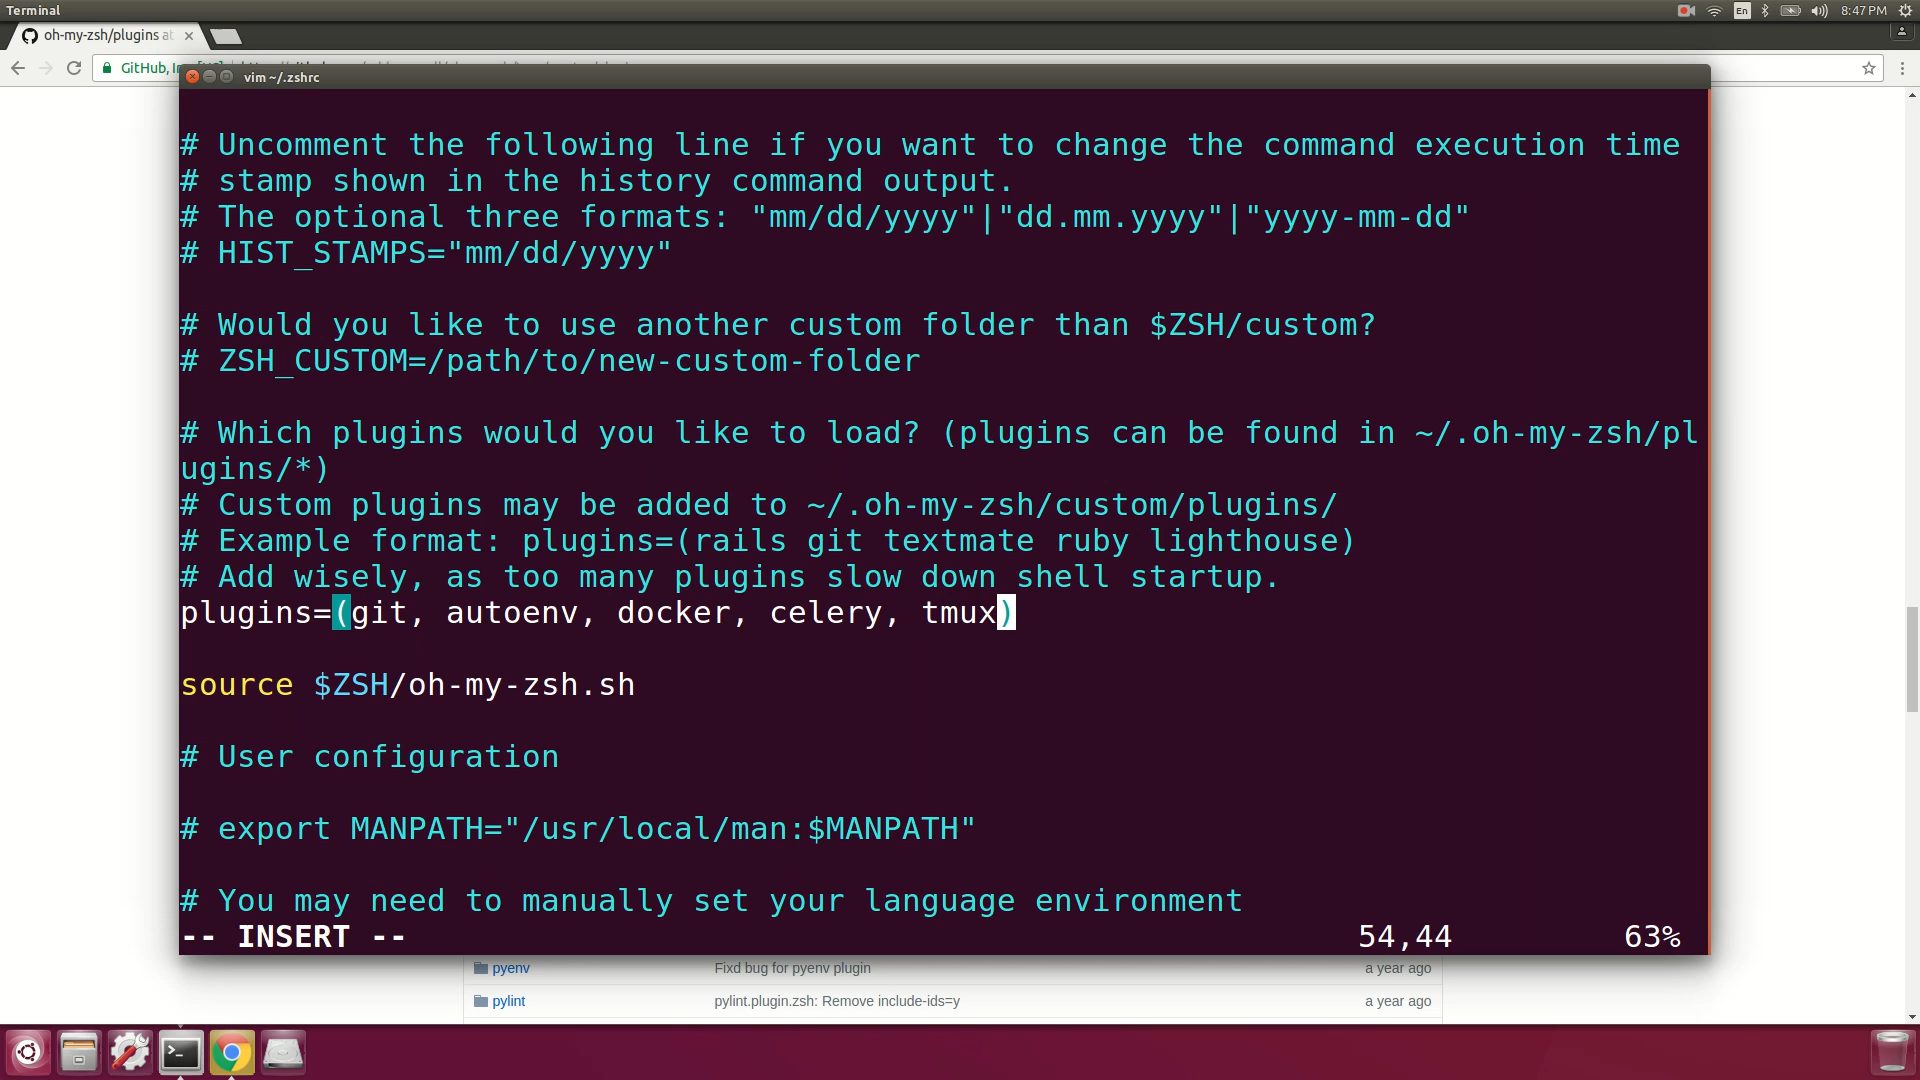 Terminal
En
8:47 PM
oh-my-zsh/plugins at
GitHub, In
vim ~/.zshrc
# Uncomment the following line if you want to change the command execution time
# stamp shown in the history command output.
# The optional three formats: "mm/dd/yyyy"|"dd.mm.yyyy"|"yyyy-mm-dd"
# HIST_STAMPS="mm/dd/yyyy"
# Would you like to use another custom folder than $ZSH/custom?
# ZSH_CUSTOM=/path/to/new-custom-folder
# Which plugins would you like to load? (plugins can be found in ~/.oh-my-zsh/pl
ugins/*)
# Custom plugins may be added to ~/.oh-my-zsh/custom/plugins/
# Example format: plugins=(rails git textmate ruby lighthouse)
# Add wisely, as too many plugins slow down shell startup.
plugins=(git, autoenv, docker, celery, tmux)
source $ZSH/oh-my-zsh.sh
# User configuration
# export MANPATH="/usr/local/man:$MANPATH"
# You may need to manually set your language environment
-- INSERT -- 54,44 63%
pyenv Fixd bug for pyenv plugin a year ago
pylint pylint.plugin.zsh: Remove include-ids=y a year ago